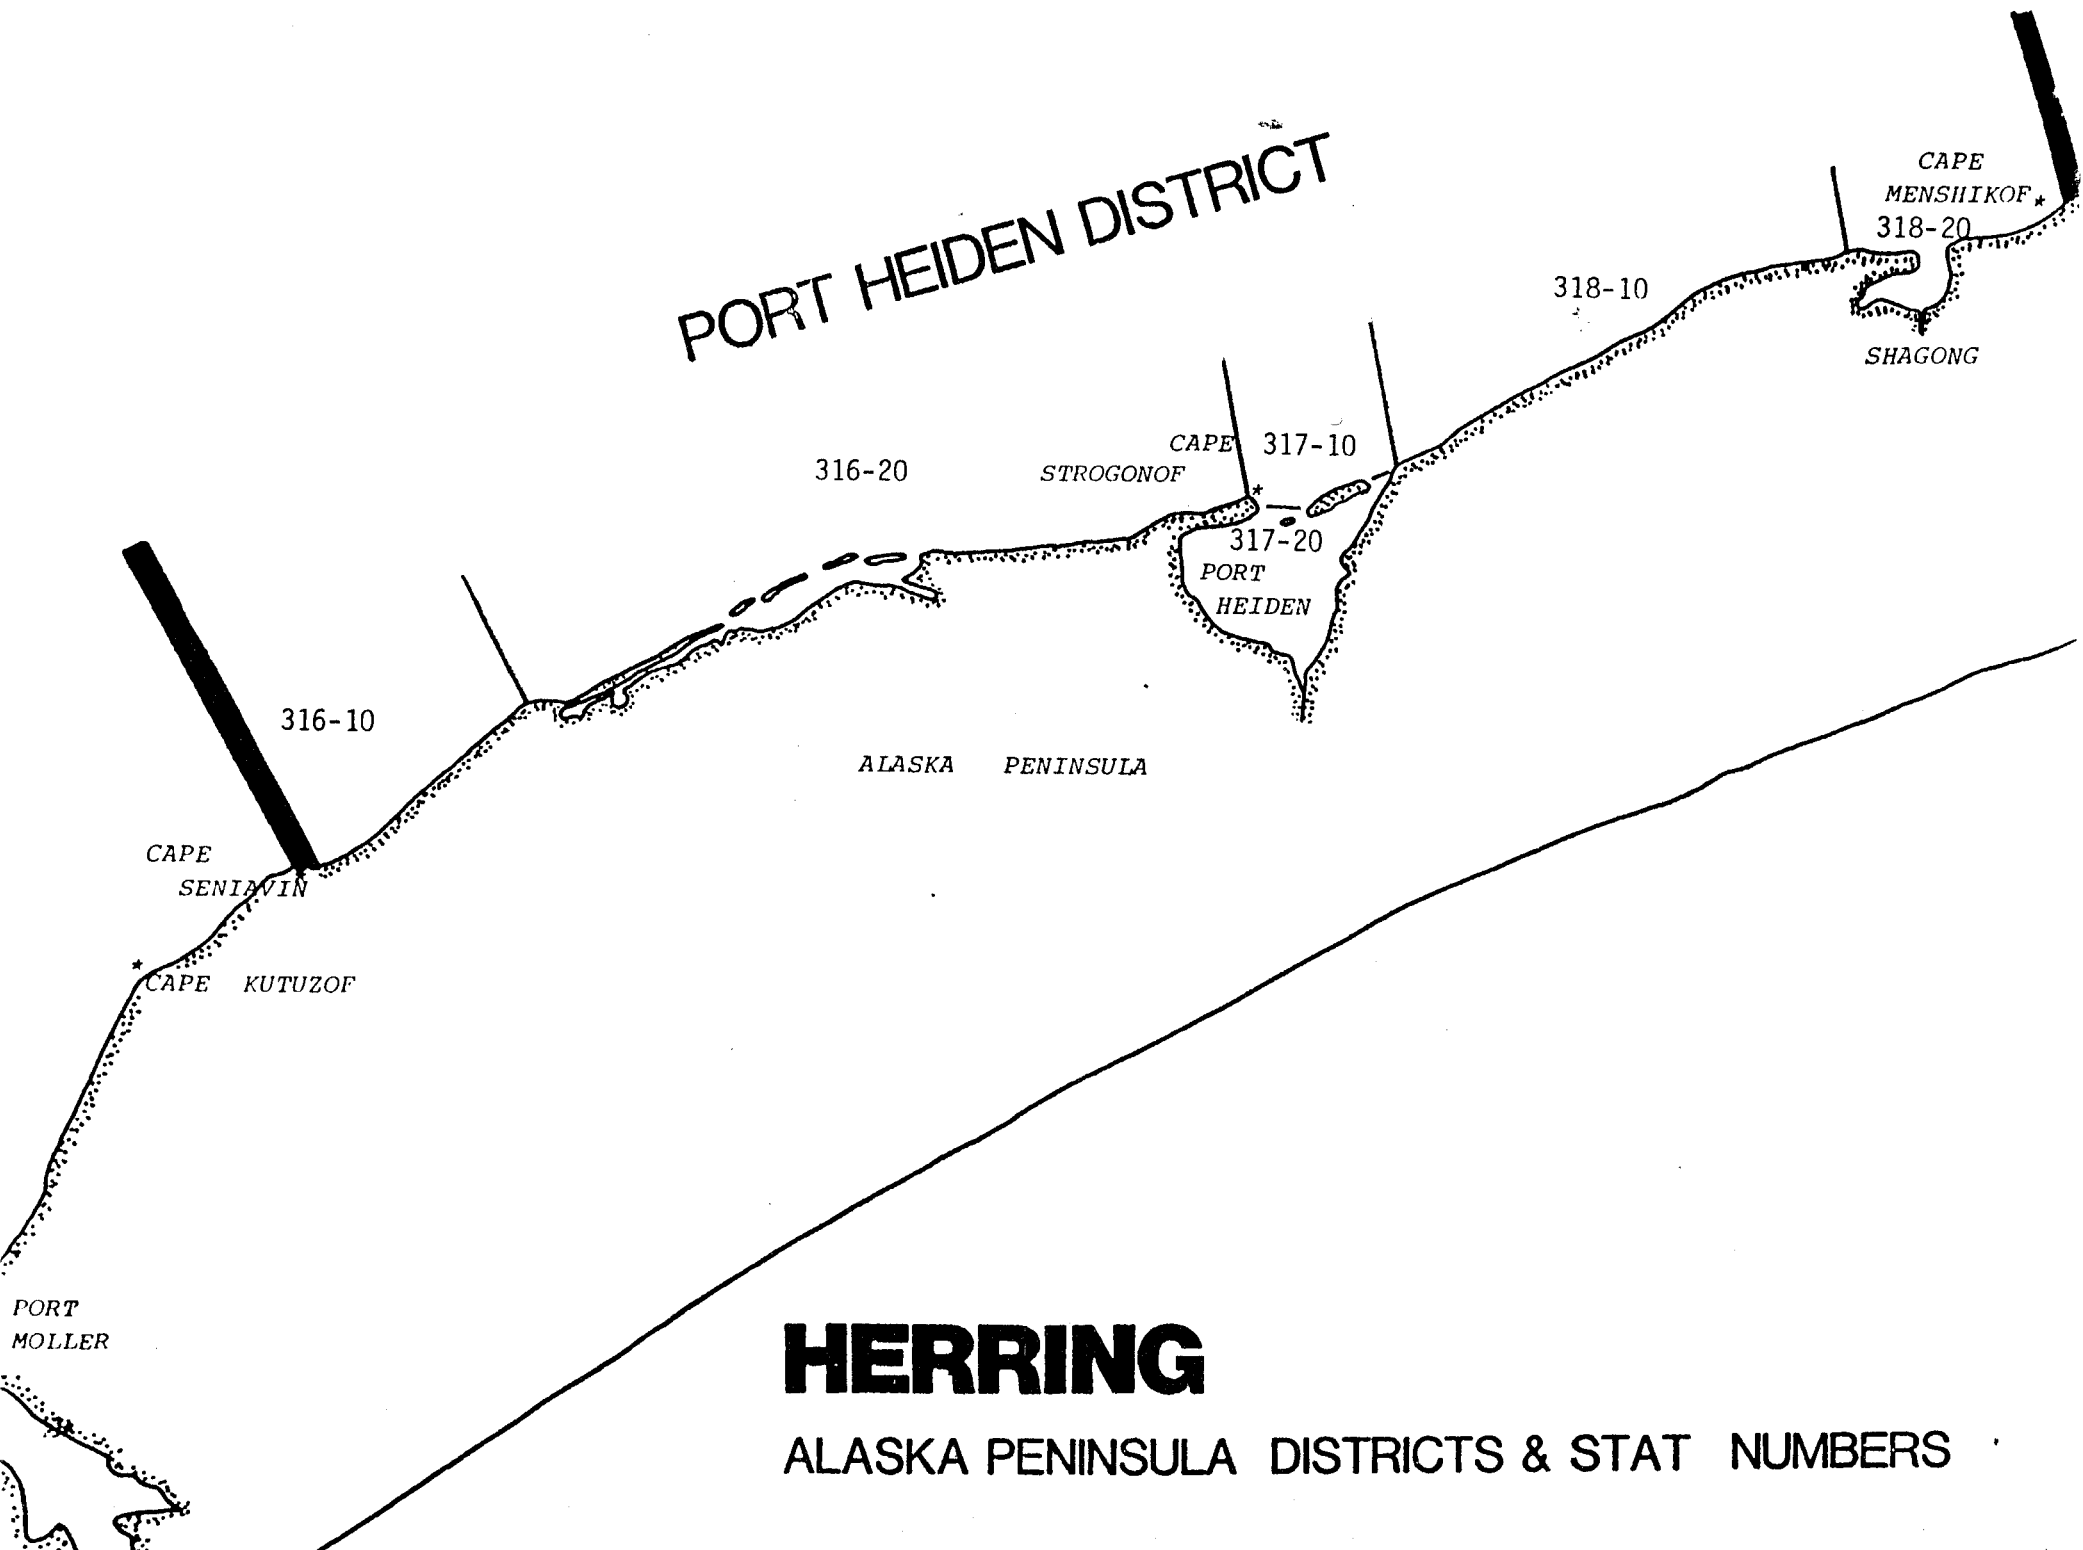 PORT HEIDEN DISTRICT
CAPE
MENSHIKOF
318-20
318-10
SHAGONG
CAPE
STROGONOF
317-10
316-20
317-20
PORT
HEIDEN
316-10
ALASKA PENINSULA
CAPE
SENIAVIN
CAPE KUTUZOF
PORT
MOLLER
HERRING
ALASKA PENINSULA DISTRICTS & STAT NUMBERS